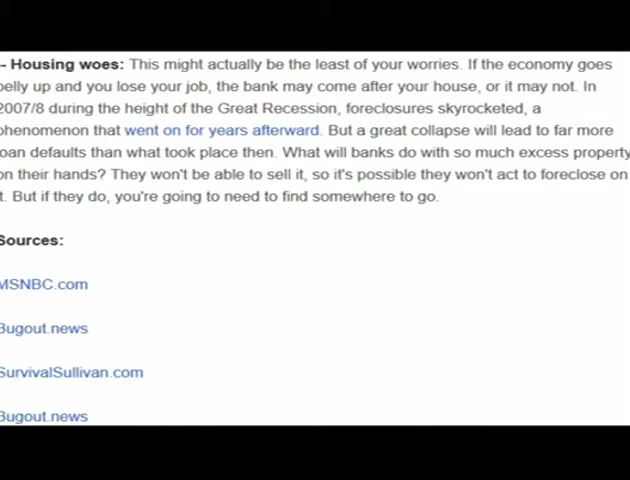 -- Housing woes: This might actually be the least of your worries. If the economy goes
belly up and you lose your job, the bank may come after your house, or it may not. In
2007/8 during the height of the Great Recession, foreclosures skyrocketed, a
phenomenon that went on for years afterward. But a great collapse will lead to far more
loan defaults than what took place then. What will banks do with so much excess property
on their hands? They won't be able to sell it, so it's possible they won't act to foreclose on
it. But if they do, you're going to need to find somewhere to go.
Sources:
MSNBC.com
Bugout.news
SurvivalSullivan.com
Bugout.news